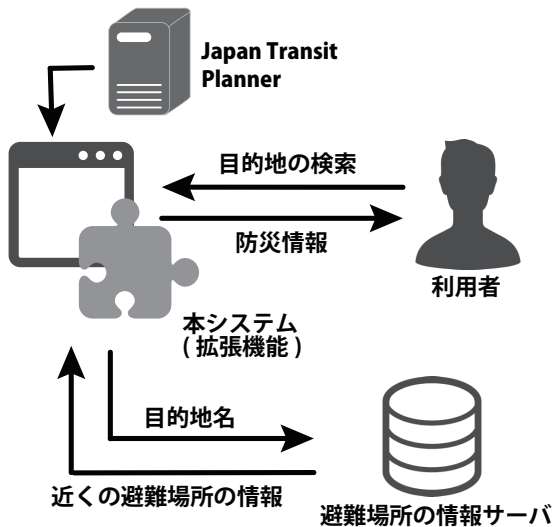 Japan Transit
Planner
目的地の検索
防災情報
利用者
本システム
( 拡張機能 )
目的地名
近くの避難場所の情報
避難場所の情報サーバ